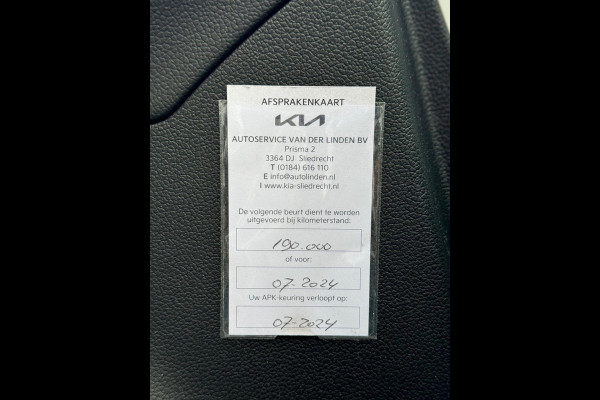 AFSPRAKENKAART
KIA
AUTOSERVICE VAN DER LINDEN BV
Prisma 2
3364 DJ Sliedrecht
T (0184) 616 110
E info@autolinden.nl
I www.kia-sliedrecht.nl
De volgende beurt dient te worden
uitgevoerd bij kilometerstand:
190.000
of voor:
07-2024
Uw APK-keuring verloopt op:
07-2024